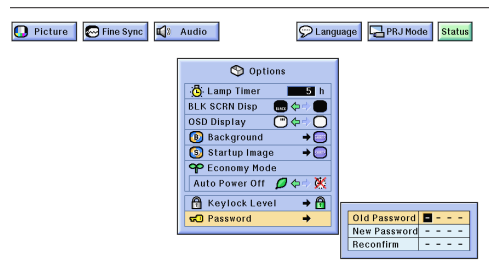 Picture
Fine Sync
Audio
Language
PRJ Mode
Status
Options
Lamp Timer 5 h
BLK SCRN Disp
OSD Display
Background
Startup Image
Economy Mode
Auto Power Off
Keylock Level
Password
Old Password - - - -
New Password - - - -
Reconfirm - - - -